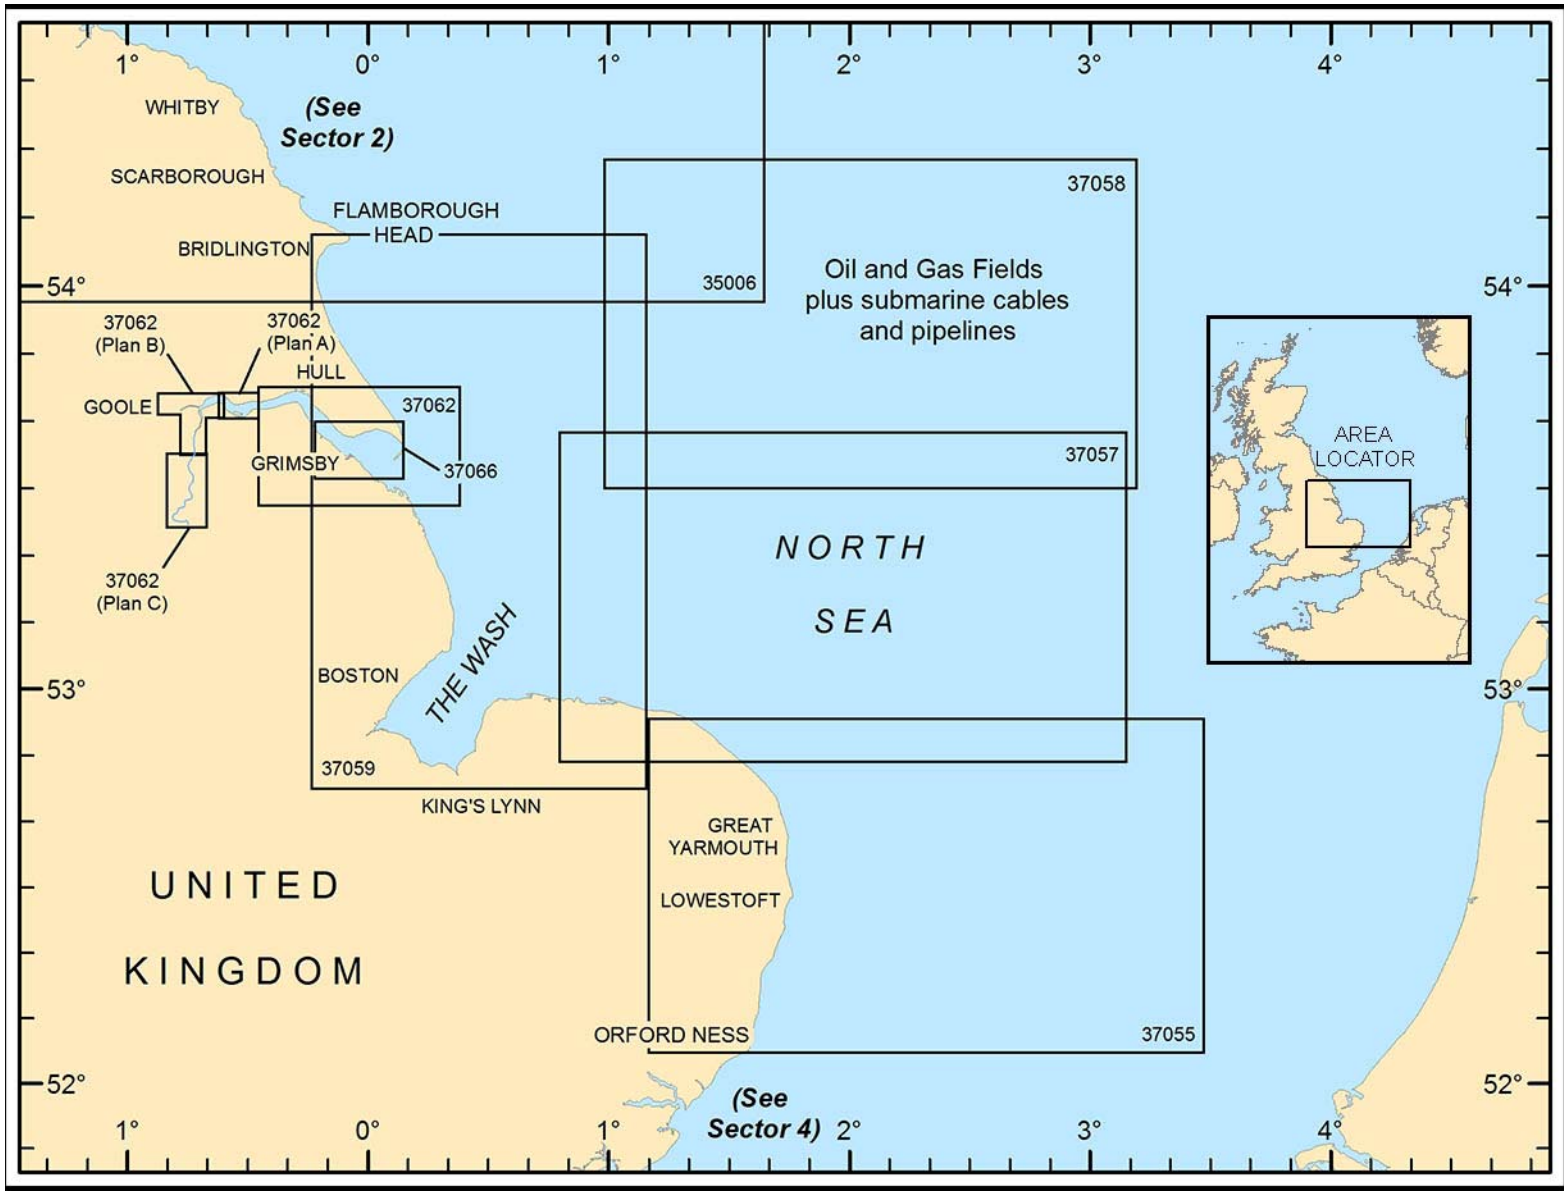 1° 0° 1° 2° 3° 4°
WHITBY
(See
Sector 2)
SCARBOROUGH
37058
FLAMBOROUGH
HEAD
BRIDLINGTON
54°
35006
Oil and Gas Fields
plus submarine cables
and pipelines
54°
37062
(Plan B)
37062
(Plan A)
HULL
GOOLE
37062
GRIMSBY
37066
37057
AREA
LOCATOR
37062
(Plan C)
NORTH
SEA
THE WASH
BOSTON
53°
53°
37059
KING'S LYNN
GREAT
YARMOUTH
LOWESTOFT
UNITED
KINGDOM
ORFORD NESS
37055
52°
52°
(See
Sector 4)
1° 0° 1° 2° 3° 4°